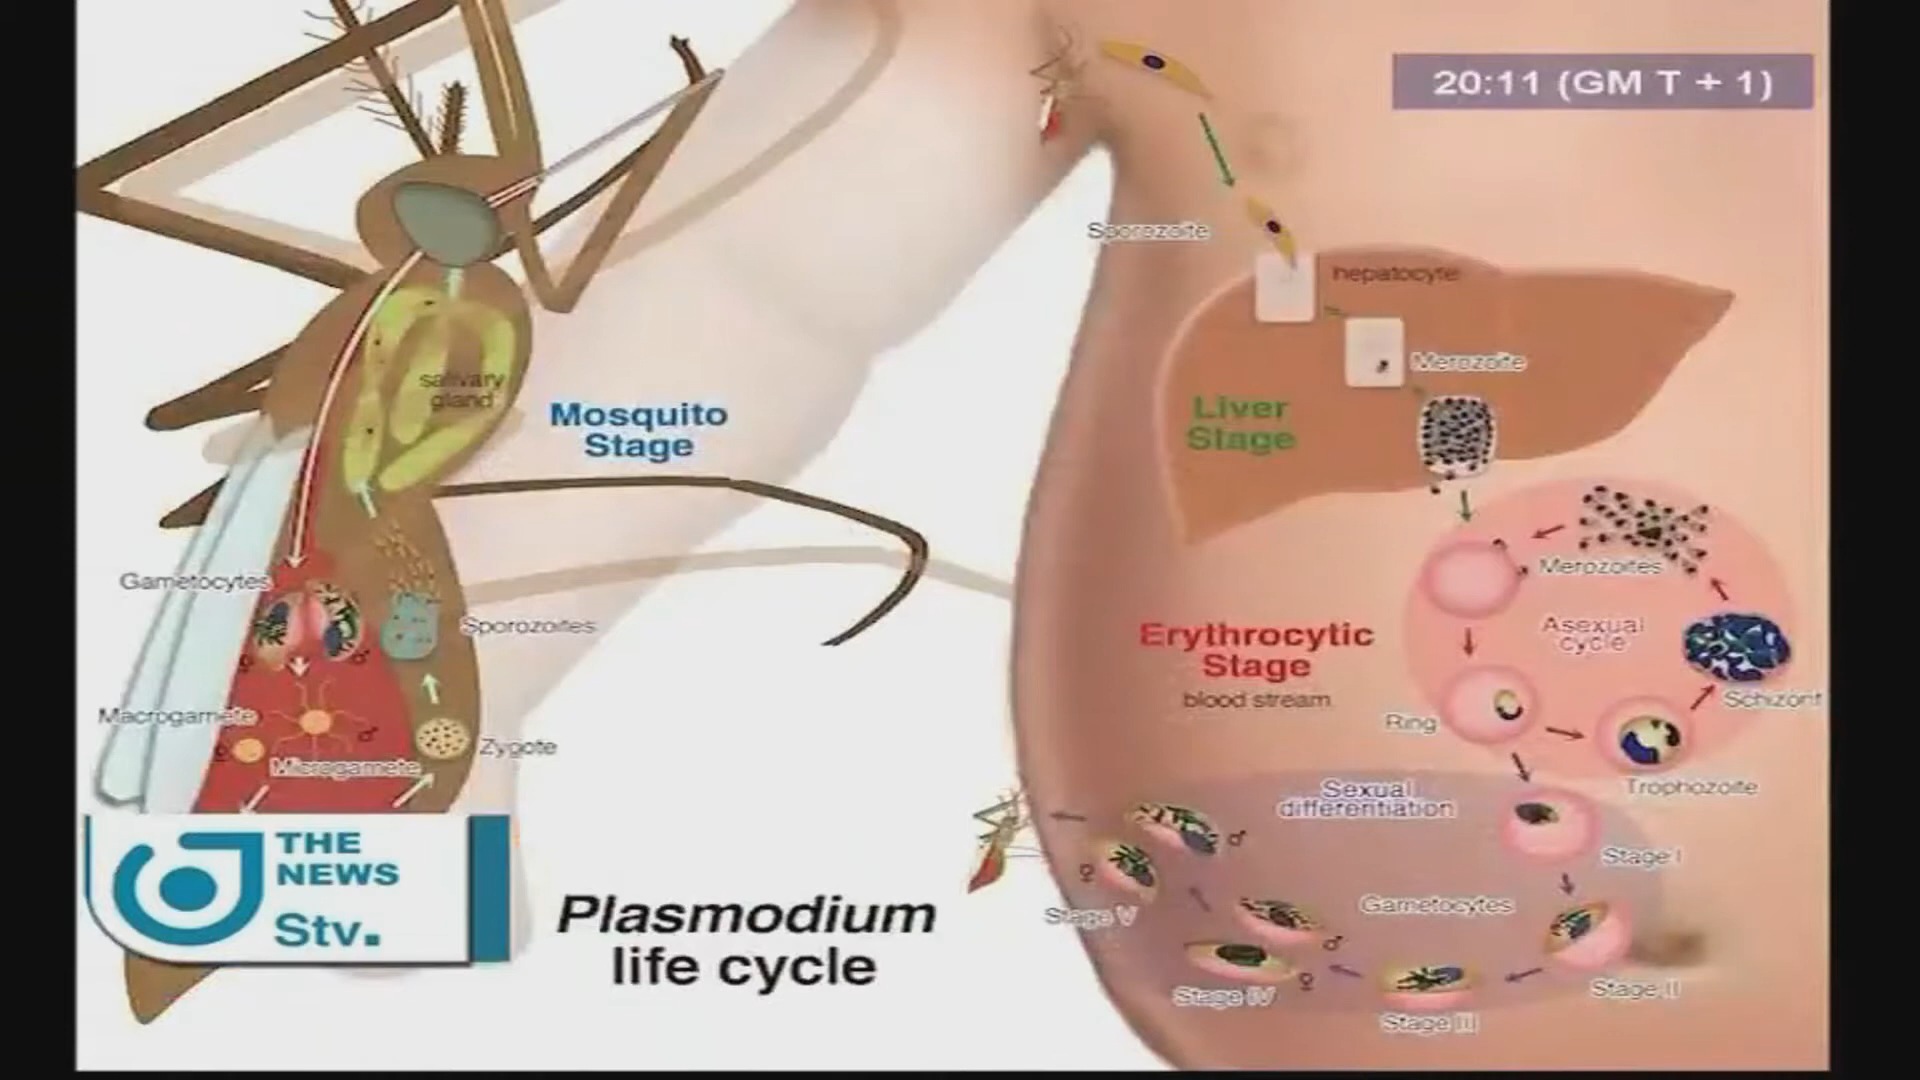 20:11 (GM T + 1)
Sporozoite
hepatocyte
Merozoite
salivary
gland
Mosquito
Stage
Liver
Stage
Gametocytes
Sporozoites
Merozoites
Asexual
cycle
Erythrocytic
Stage
blood stream
Schizont
Ring
Macrogamete
Zygote
Microgamete
Trophozoite
Sexual
differentiation
Stage I
Gametocytes
Stage V
Stage IV
Stage II
Stage III
THE
NEWS
Stv.
Plasmodium
life cycle